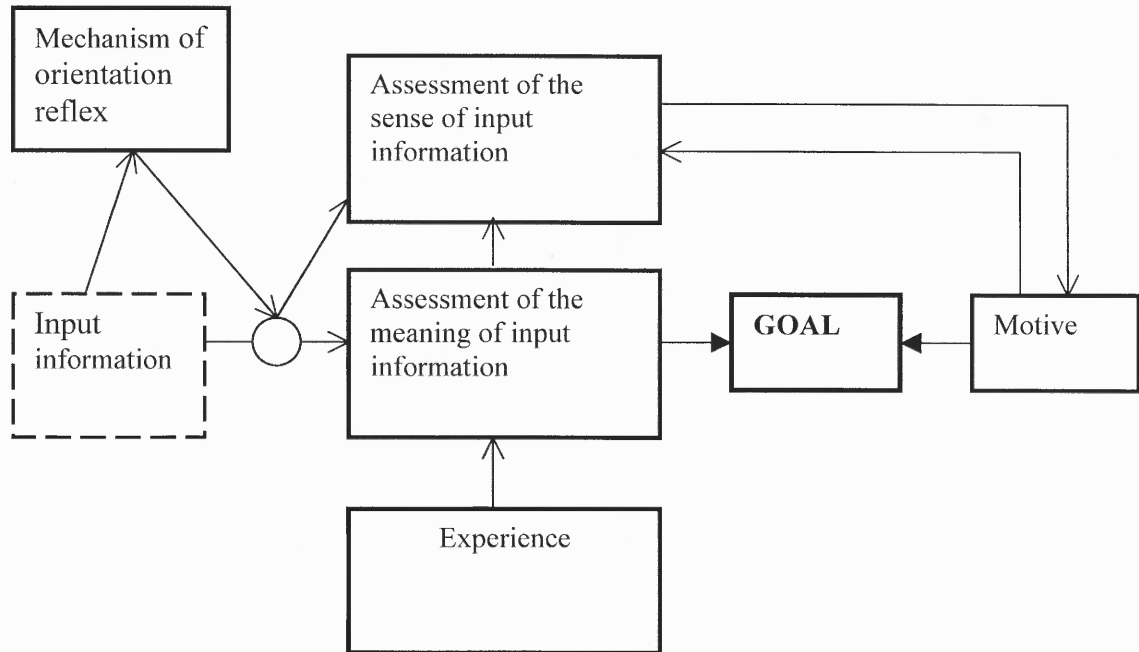 Mechanism of
orientation
reflex
Assessment of the
sense of input
information
Input
information
Assessment of the
meaning of input
information
GOAL
Motive
Experience